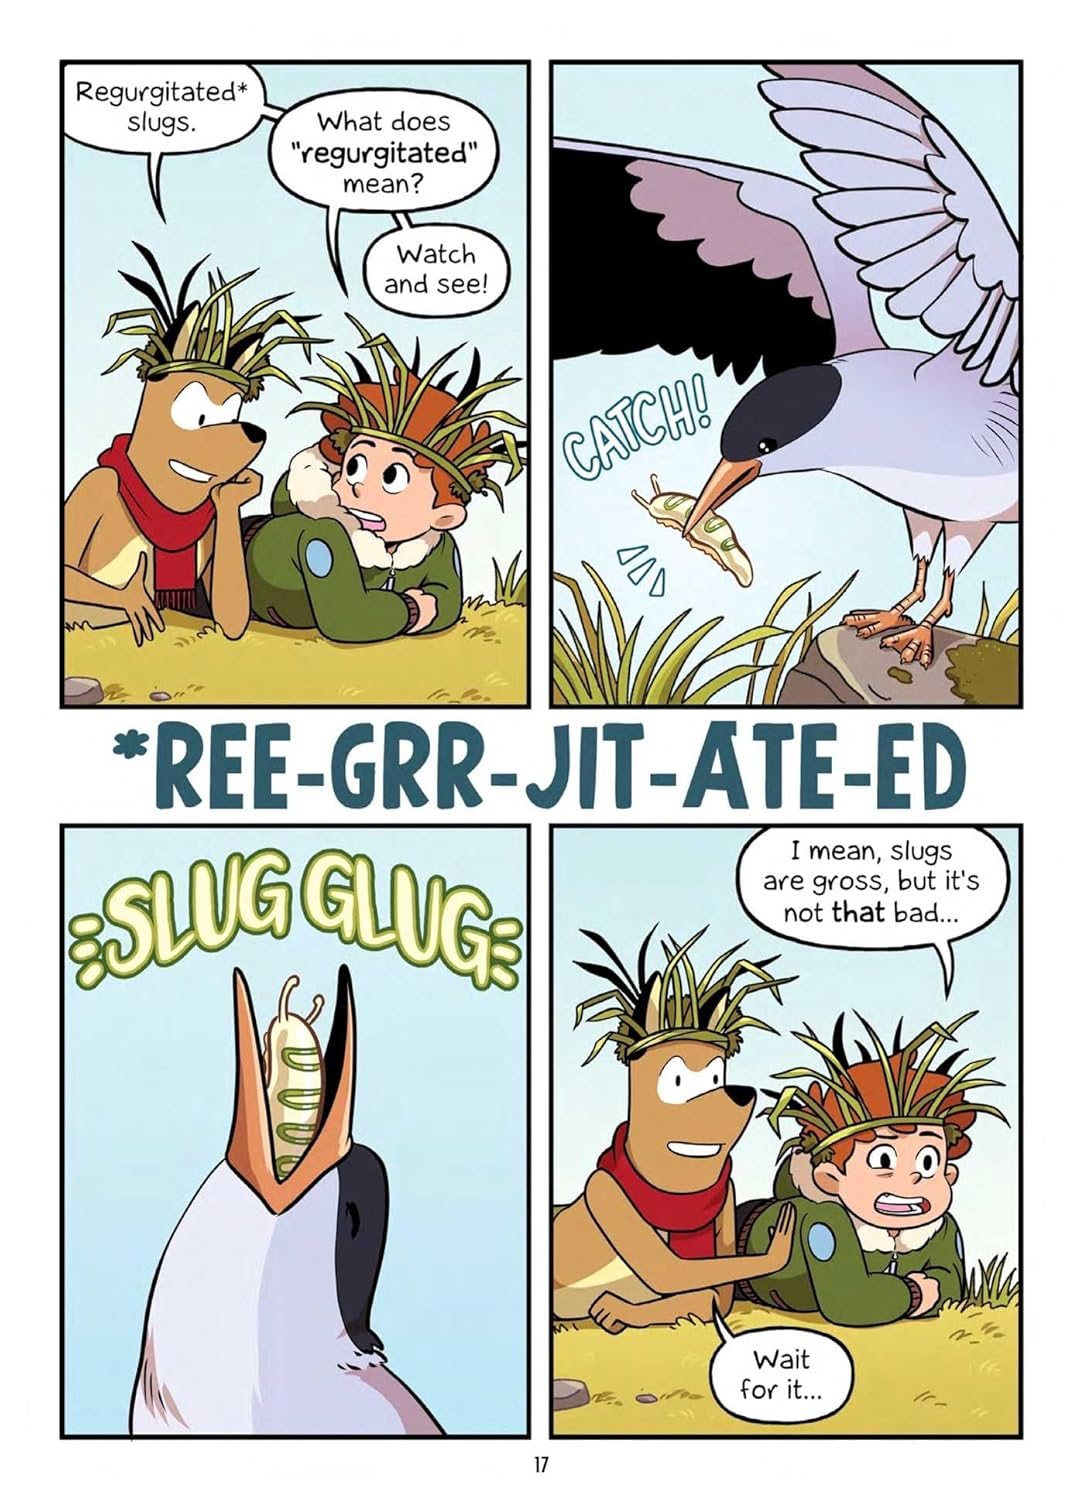 Regurgitated*
slugs.
What does
"regurgitated"
mean?
Watch
and see!
CATCH!
*REE-GRR-JIT-ATE-ED
SLUG GLUG
I mean, slugs
are gross, but it's
not that bad...
Wait
for it...
17